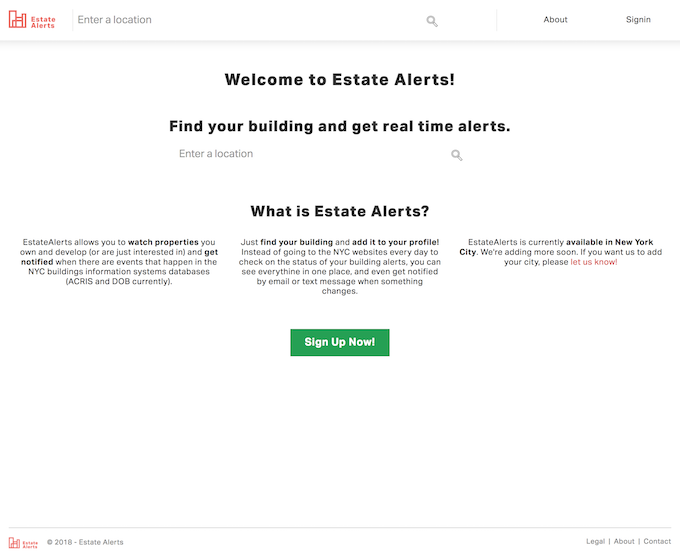 Estate
Alerts
Enter a location
About
Signin
Welcome to Estate Alerts!
Find your building and get real time alerts.
Enter a location
What is Estate Alerts?
EstateAlerts allows you to watch properties you
own and develop (or are just interested in) and get
notified when there are events that happen in the
NYC buildings information systems databases
(ACRIS and DOB currently).
Just find your building and add it to your profile!
Instead of going to the NYC websites every day to
check on the status of your building alerts, you can
see everythine in one place, and even get notified
by email or text message when something
changes.
EstateAlerts is currently available in New York
City. We're adding more soon. If you want us to add
your city, please let us know!
Sign Up Now!
Estate
Alerts
© 2018 - Estate Alerts
Legal | About | Contact